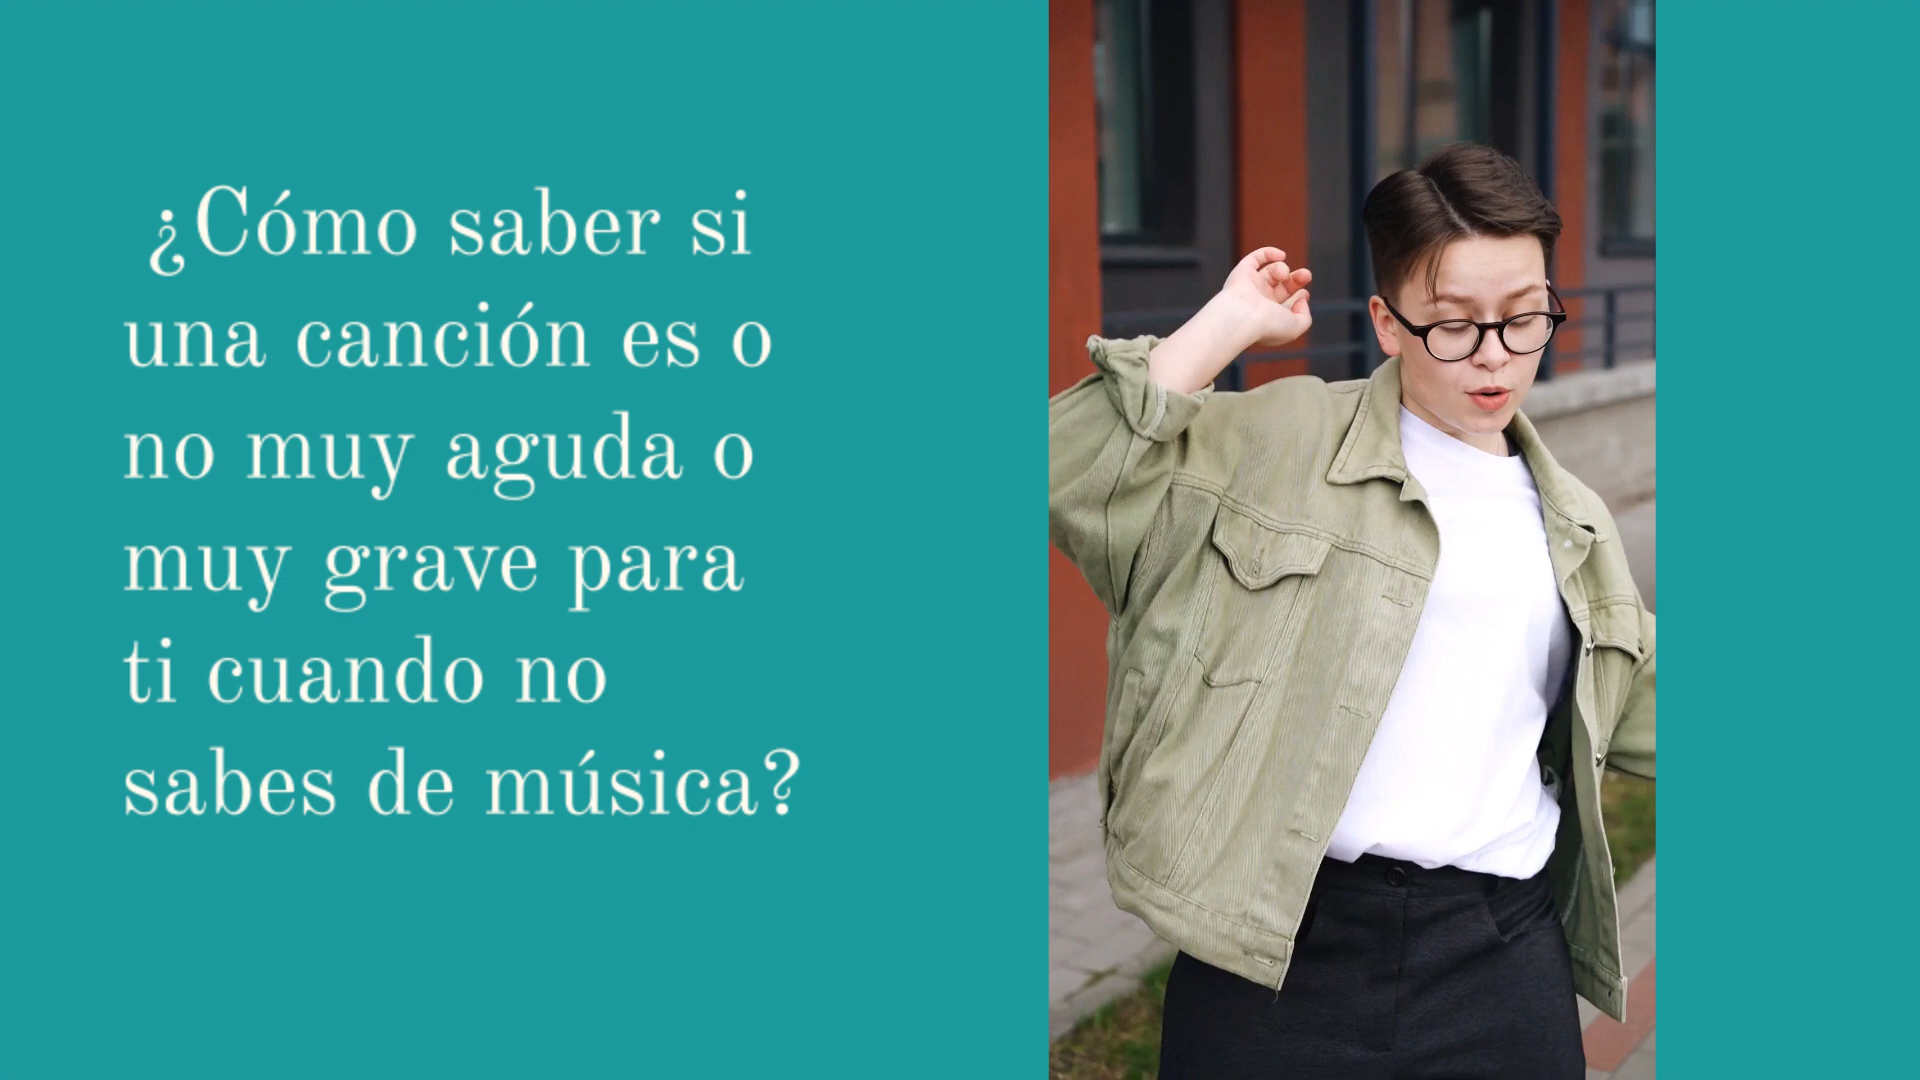 ¿Cómo saber si
una canción es o
no muy aguda o
muy grave para
ti cuando no
sabes de música?